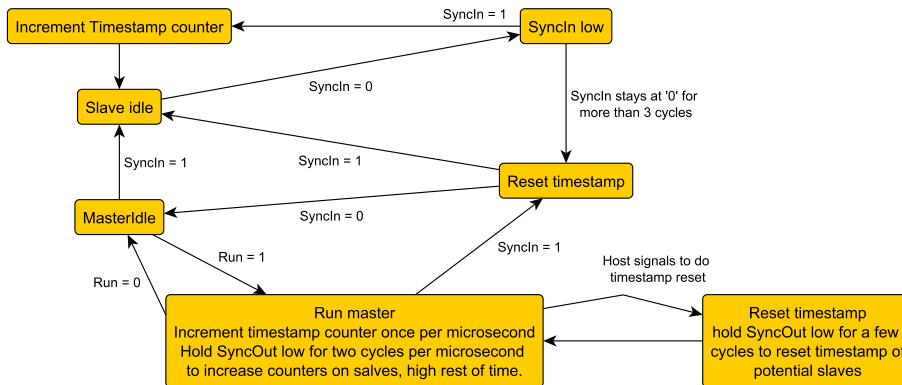 Increment Timestamp counter
SyncIn = 1
SyncIn low
SyncIn = 0
SyncIn stays at '0' for
more than 3 cycles
Slave idle
SyncIn = 1
SyncIn = 1
Reset timestamp
MasterIdle
SyncIn = 0
SyncIn = 1
Run = 1
Run = 0
Host signals to do
timestamp reset
Run master
Increment timestamp counter once per microsecond
Hold SyncOut low for two cycles per microsecond
to increase counters on salves, high rest of time.
Reset timestamp
hold SyncOut low for a few
cycles to reset timestamp of
potential slaves